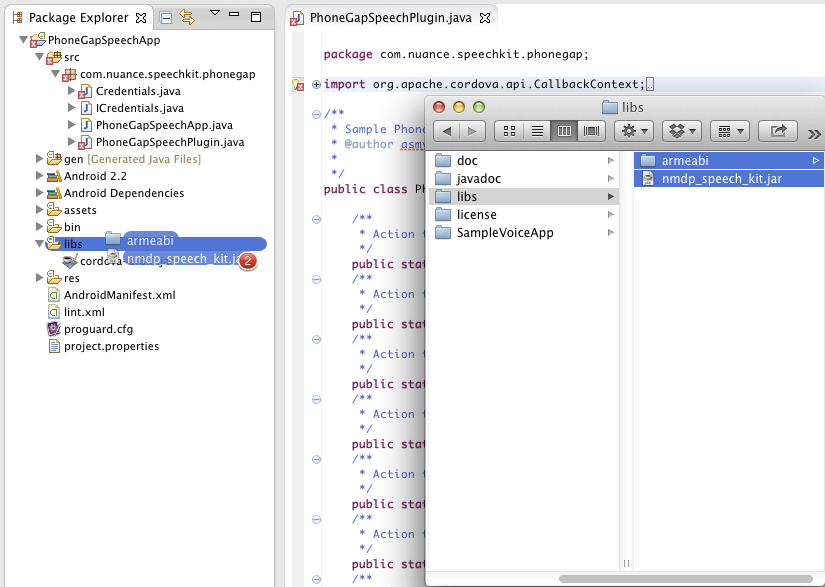 Package Explorer
PhoneGapSpeechApp
src
com.nuance.speechkit.phonegap
Credentials.java
ICredentials.java
PhoneGapSpeechApp.java
PhoneGapSpeechPlugin.java
gen [Generated Java Files]
Android 2.2
Android Dependencies
assets
bin
libs
armeabi
nmdp_speech_kit.ja
2
cordova
res
AndroidManifest.xml
lint.xml
proguard.cfg
project.properties
PhoneGapSpeechPlugin.java
package com.nuance.speechkit.phonegap;
import org.apache.cordova.api.CallbackContext;
/**
* Sample Phone
* @author asmy
*
*/
public class P
/**
* Action
*/
public stat
/**
* Action
*/
public stat
/**
* Action
*/
public stat
/**
* Action
*/
public stat
/**
* Action
*/
public stat
/**
* Action
*/
public stat
/**
libs
doc
javadoc
libs
license
SampleVoiceApp
armeabi
nmdp_speech_kit.jar